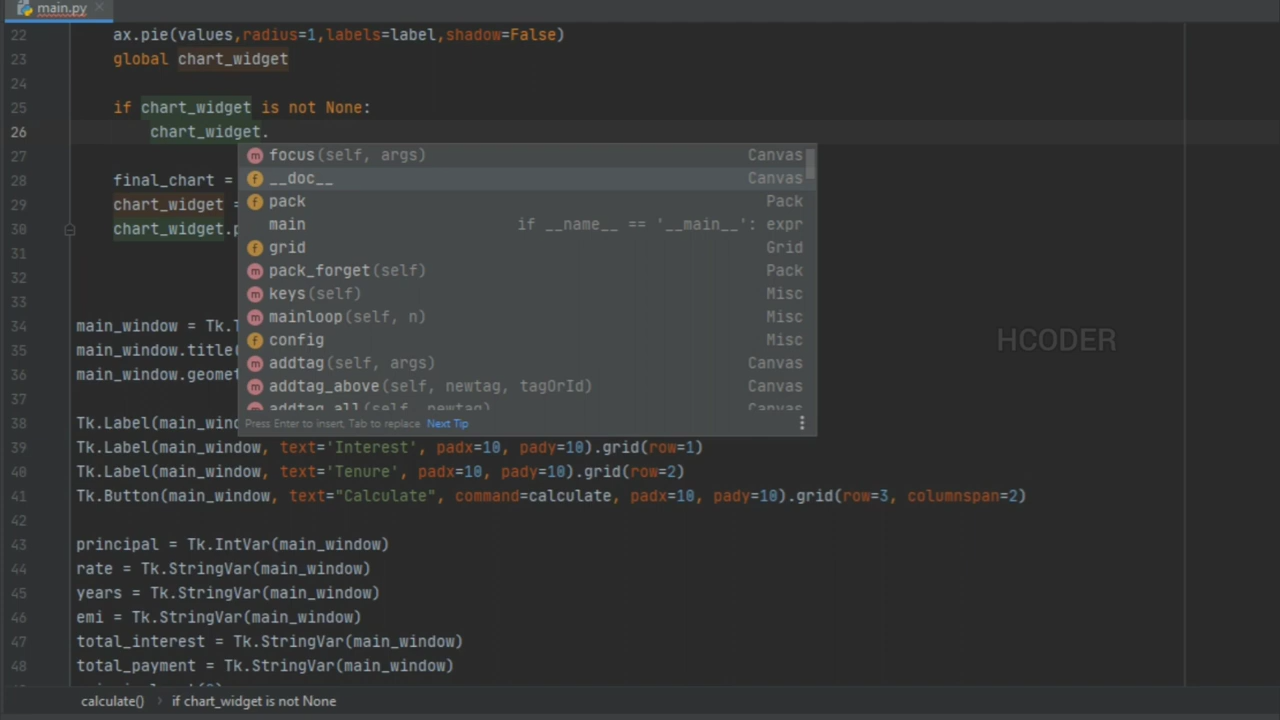 main.py
22 ax.pie(values,radius=1,labels=label,shadow=False)
23 global chart_widget
24
25 if chart_widget is not None:
26 chart_widget.
27 focus(self, args) Canvas
__doc__ Canvas
28 final_chart = pack Pack
29 chart_widget = main if __name__ == '__main__': expr
30 chart_widget.p grid Grid
31 pack_forget(self) Pack
32 keys(self) Misc
33 mainloop(self, n) Misc
34 main_window = Tk.T config Misc
35 main_window.title( addtag(self, args) Canvas
36 main_window.geomet addtag_above(self, newtag, tagOrId) Canvas
37 addtag_all(self, newtag) Canvas
Press Enter to insert, Tab to replace Next Tip
38 Tk.Label(main_wind
39 Tk.Label(main_window, text='Interest', padx=10, pady=10).grid(row=1)
40 Tk.Label(main_window, text='Tenure', padx=10, pady=10).grid(row=2)
41 Tk.Button(main_window, text="Calculate", command=calculate, padx=10, pady=10).grid(row=3, columnspan=2)
42
43 principal = Tk.IntVar(main_window)
44 rate = Tk.StringVar(main_window)
45 years = Tk.StringVar(main_window)
46 emi = Tk.StringVar(main_window)
47 total_interest = Tk.StringVar(main_window)
48 total_payment = Tk.StringVar(main_window)
HCODER
calculate() › if chart_widget is not None